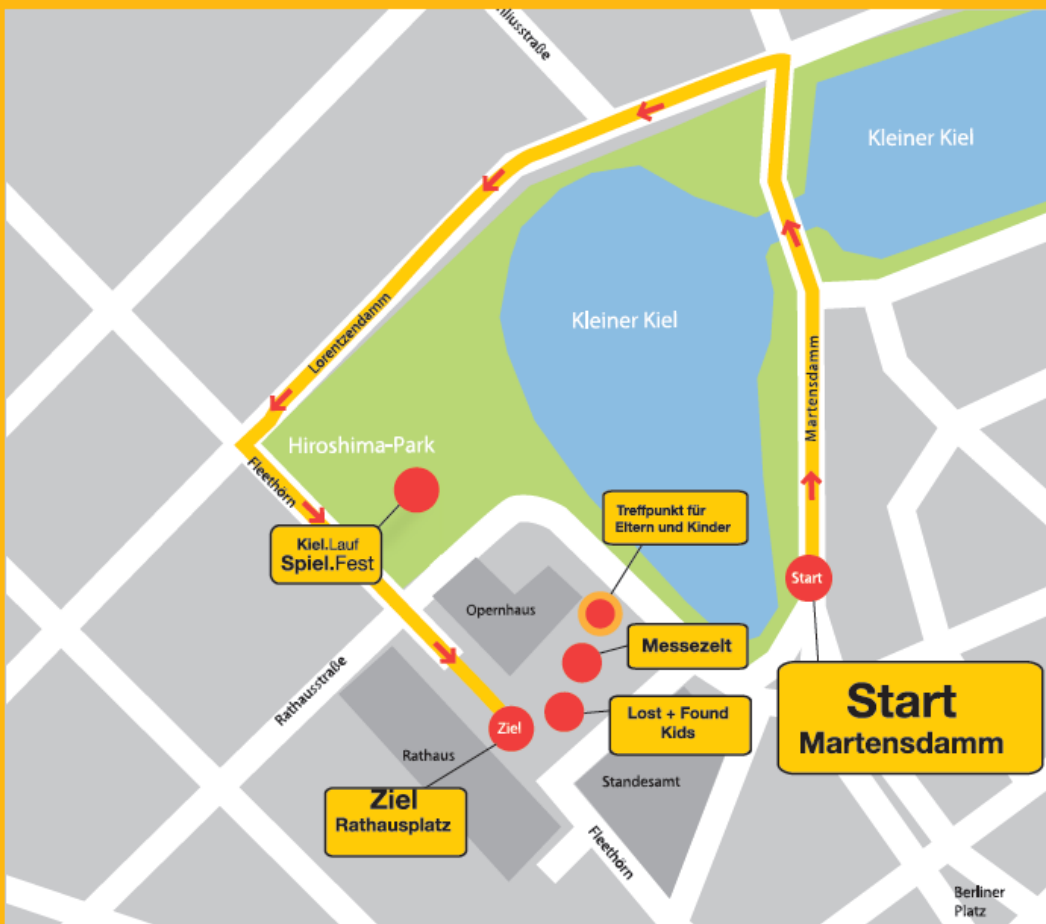 Kleiner Kiel
Kleiner Kiel
Lorentzendamm
Martensdamm
Hiroshima-Park
Fleethörn
Kiel.Lauf
Spiel.Fest
Treffpunkt für
Eltern und Kinder
Start
Opernhaus
Messezelt
Rathausstraße
Start
Martensdamm
Lost + Found
Kids
Ziel
Rathaus
Standesamt
Ziel
Rathausplatz
Fleethörn
Berliner
Platz